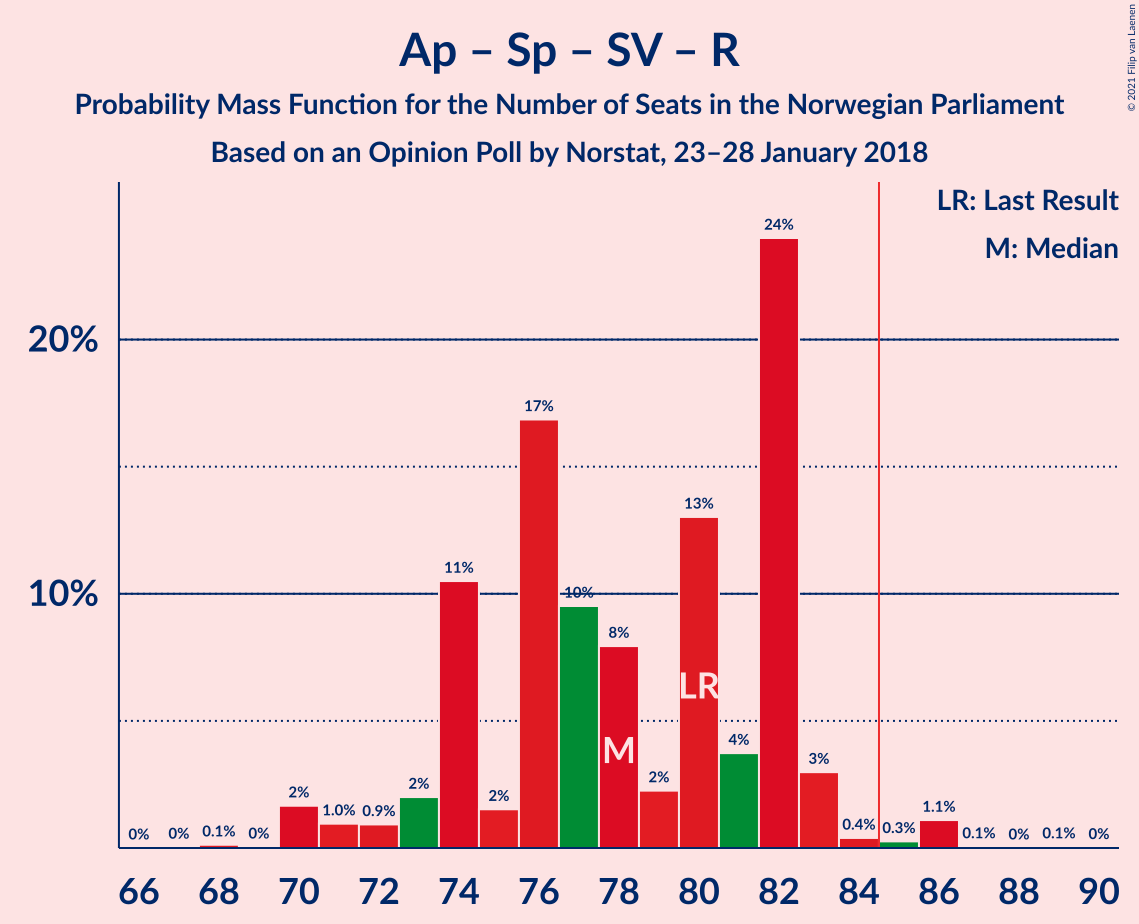 Ap – Sp – SV – R
Probability Mass Function for the Number of Seats in the Norwegian Parliament
Based on an Opinion Poll by Norstat, 23–28 January 2018
© 2021 Filip van Laenen
LR: Last Result
M: Median
20%
10%
0% 0% 0.1% 0% 2% 1.0% 0.9% 2% 11% 2% 17% 10% 8% 2% 13% 4% 24% 3% 0.4% 0.3% 1.1% 0.1% 0% 0.1% 0%
LR
M
66 68 70 72 74 76 78 80 82 84 86 88 90